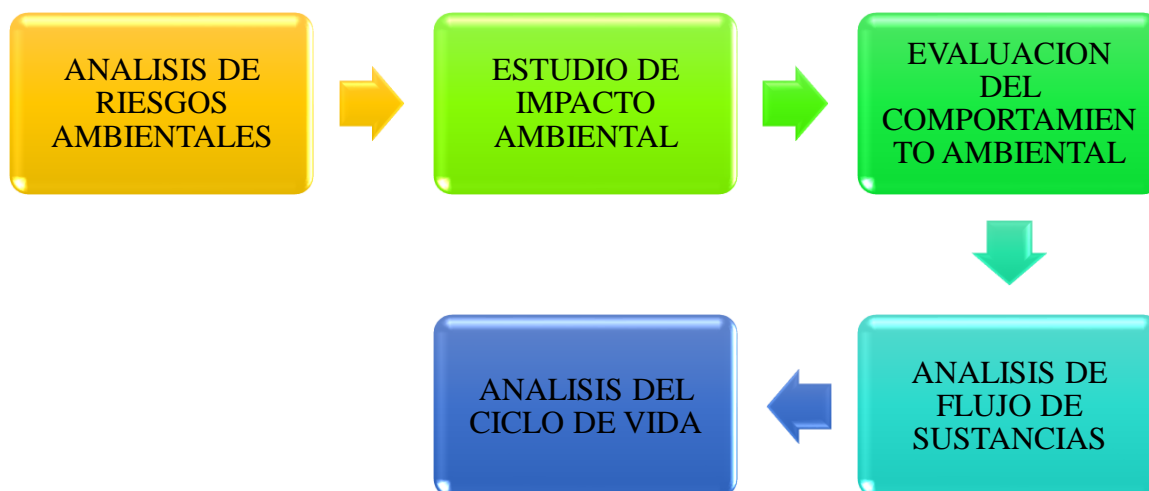 ANALISIS DE
RIESGOS
AMBIENTALES
ESTUDIO DE
IMPACTO
AMBIENTAL
EVALUACION
DEL
COMPORTAMIEN
TO AMBIENTAL
ANALISIS DE
FLUJO DE
SUSTANCIAS
ANALISIS DEL
CICLO DE VIDA